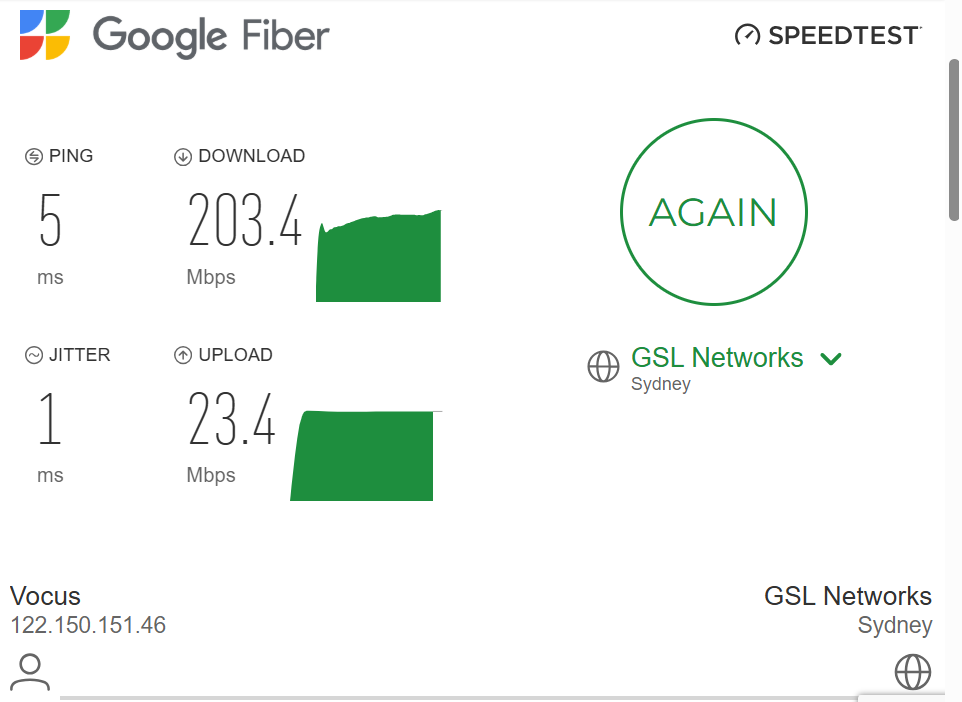 Google Fiber
SPEEDTEST
PING
DOWNLOAD
5
203.4
ms
Mbps
AGAIN
JITTER
UPLOAD
1
23.4
ms
Mbps
GSL Networks
Sydney
Vocus
122.150.151.46
GSL Networks
Sydney